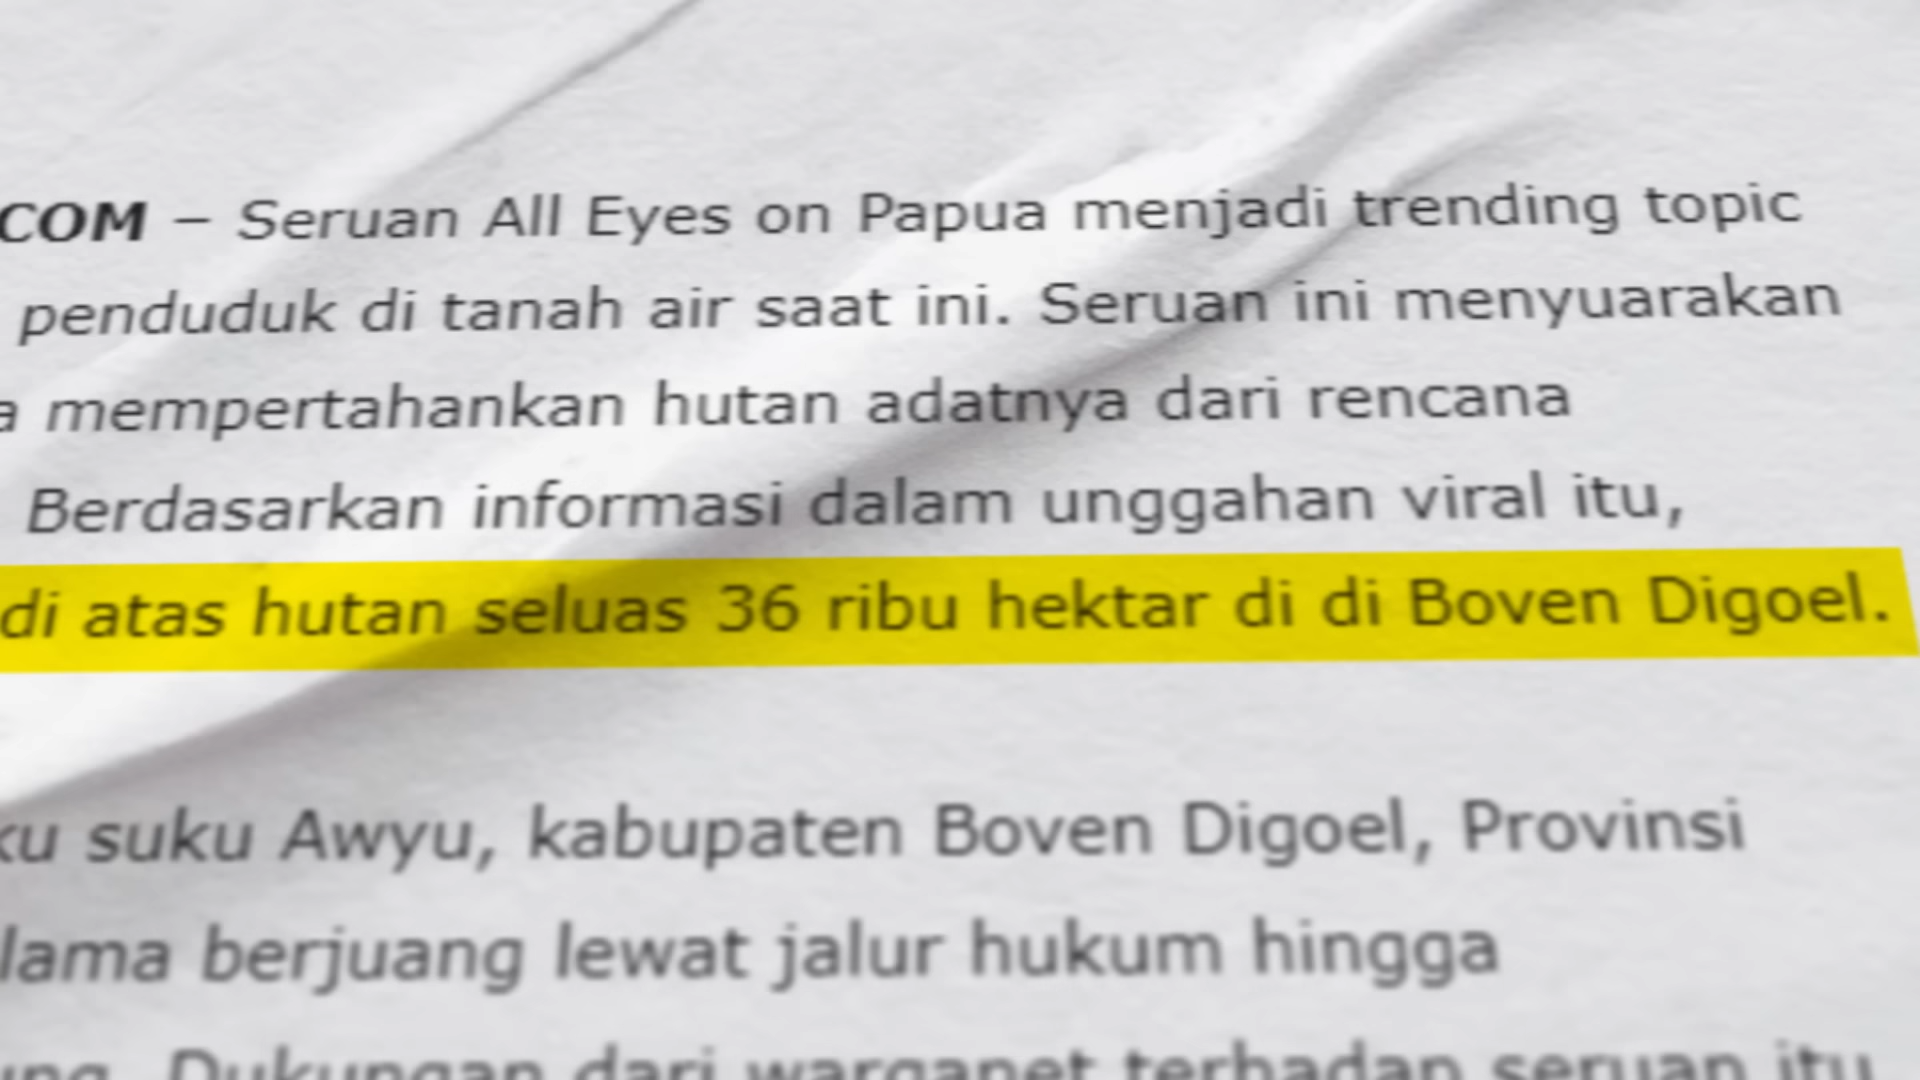 COM – Seruan All Eyes on Papua menjadi trending topic
penduduk di tanah air saat ini. Seruan ini menyuarakan
a mempertahankan hutan adatnya dari rencana
Berdasarkan informasi dalam unggahan viral itu,
di atas hutan seluas 36 ribu hektar di di Boven Digoel.
ku suku Awyu, kabupaten Boven Digoel, Provinsi
lama berjuang lewat jalur hukum hingga
ung. Dukungan dari warganet terhadap seruan itu